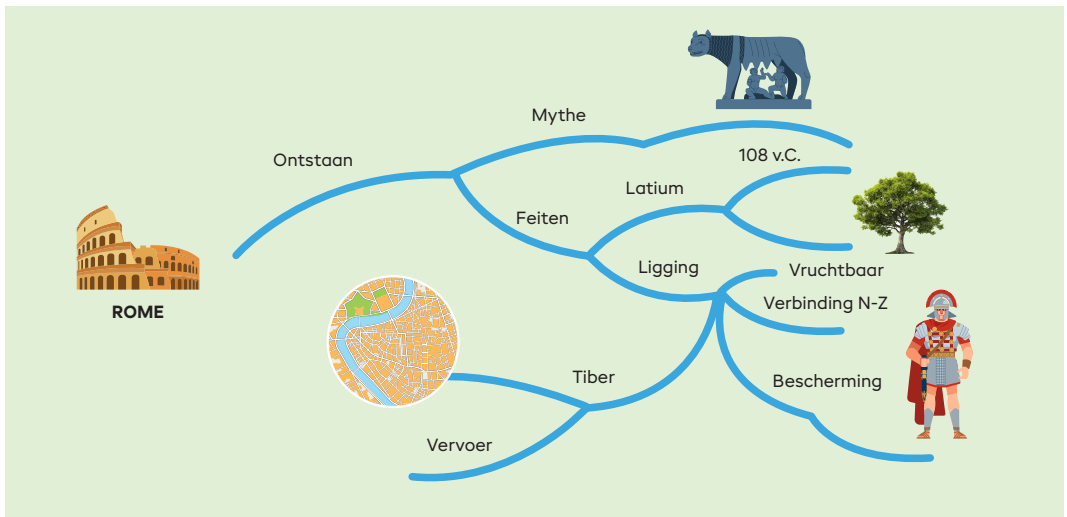 Mythe
108 v.C.
Ontstaan
Latium
Feiten
Ligging
Vruchtbaar
Verbinding N-Z
ROME
Tiber
Bescherming
Vervoer